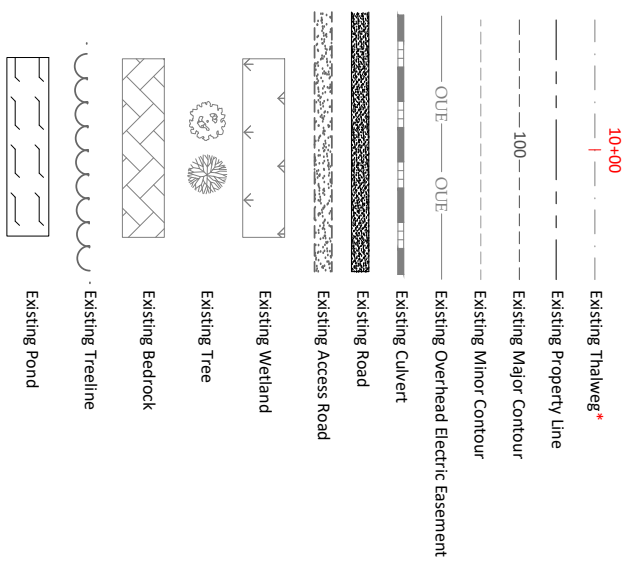 10+00
Existing Thalweg*
Existing Property Line
100
Existing Major Contour
Existing Minor Contour
OUE OUE
Existing Overhead Electric Easement
Existing Culvert
Existing Road
Existing Access Road
Existing Wetland
Existing Tree
Existing Bedrock
Existing Treeline
Existing Pond